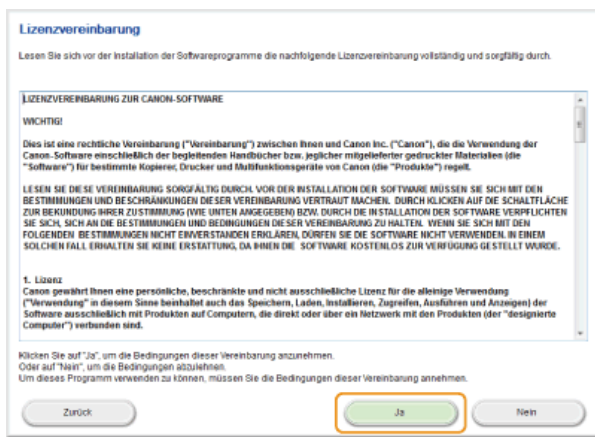 Lizenzvereinbarung
Lesen Sie sich vor der Installation der Softwareprogramme die nachfolgende Lizenzvereinbarung vollständig und sorgfältig durch.
LIZENZVEREINBARUNG ZUR CANON-SOFTWARE
WICHTIG!
Dies ist eine rechtliche Vereinbarung ("Vereinbarung") zwischen Ihnen und Canon Inc. ("Canon"), die die Verwendung der
Canon-Software einschließlich der begleitenden Handbücher bzw. jeglicher mitgelieferter gedruckter Materialien (die
"Software") für bestimmte Kopierer, Drucker und Multifunktionsgeräte von Canon (die "Produkte") regelt.
LESEN SIE DIESE VEREINBARUNG SORGFÄLTIG DURCH. VOR DER INSTALLATION DER SOFTWARE MÜSSEN SIE SICH MIT DEN
BESTIMMUNGEN UND BESCHRÄNKUNGEN DIESER VEREINBARUNG VERTRAUT MACHEN. DURCH KLICKEN AUF DIE SCHALTFLÄCHE
ZUR BEKUNDUNG IHRER ZUSTIMMUNG (WIE UNTEN ANGEGEBEN) BZW. DURCH DIE INSTALLATION DER SOFTWARE VERPFLICHTEN
SIE SICH, SICH AN DIE BESTIMMUNGEN UND BEDINGUNGEN DIESER VEREINBARUNG ZU HALTEN. WENN SIE SICH MIT DEN
FOLGENDEN BESTIMMUNGEN NICHT EINVERSTANDEN ERKLÄREN, DÜRFEN SIE DIE SOFTWARE NICHT VERWENDEN. IN EINEM
SOLCHEN FALL ERHALTEN SIE KEINE ERSTATTUNG, DA IHNEN DIE SOFTWARE KOSTENLOS ZUR VERFÜGUNG GESTELLT WURDE.
1. Lizenz
Canon gewährt Ihnen eine persönliche, beschränkte und nicht ausschließliche Lizenz für die alleinige Verwendung
("Verwendung" in diesem Sinne beinhaltet auch das Speichern, Laden, Installieren, Zugreifen, Ausführen und Anzeigen) der
Software ausschließlich mit Produkten auf Computern, die direkt oder über ein Netzwerk mit den Produkten (der "designierte
Computer") verbunden sind.
Klicken Sie auf "Ja", um die Bedingungen dieser Vereinbarung anzunehmen.
Oder auf "Nein", um die Bedingungen abzulehnen.
Um dieses Programm verwenden zu können, müssen Sie die Bedingungen dieser Vereinbarung annehmen.
Zurück Ja Nein